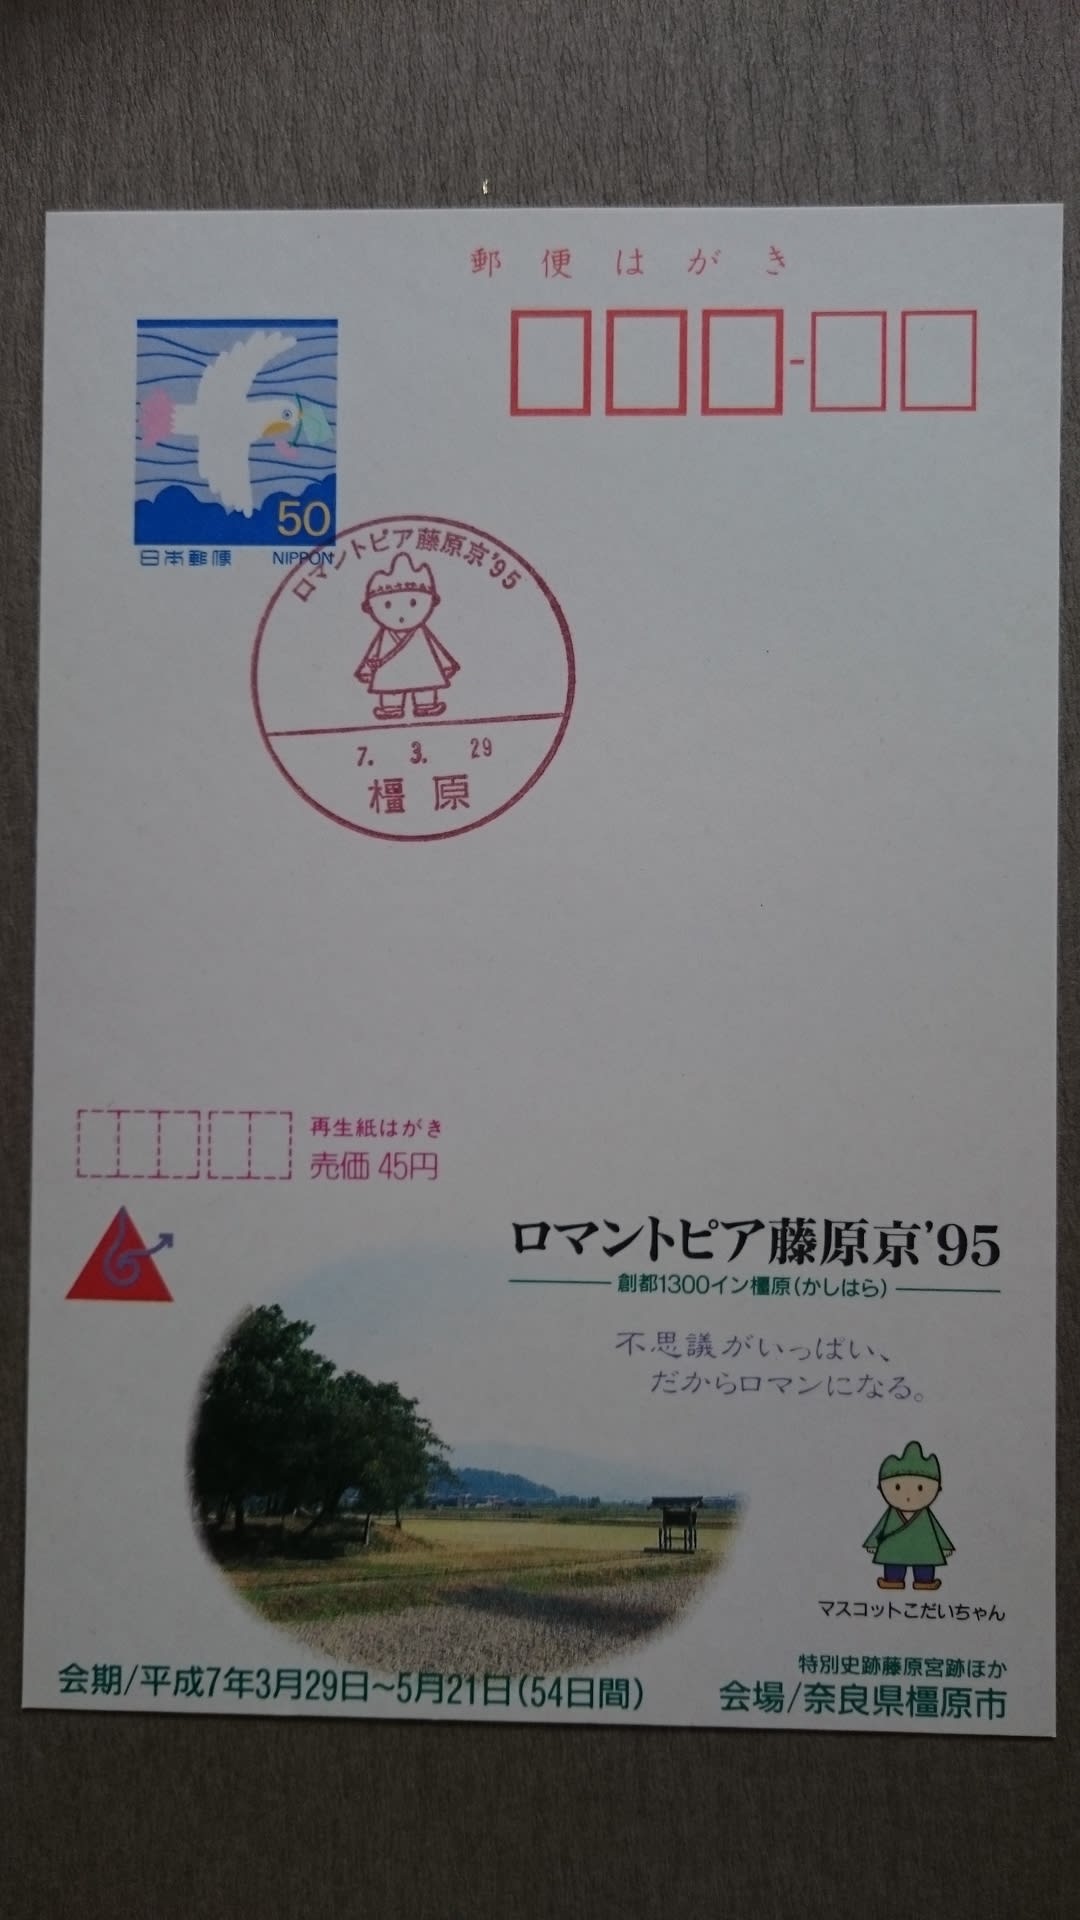 郵便はがき
50
日本郵便 NIPPON
ロマントピア藤原京'95
7. 3. 29
橿原
再生紙はがき
売価 45円
ロマントピア藤原京'95
創都1300イン橿原(かしはら)
不思議がいっぱい、
だからロマンになる。
マスコットこだいちゃん
特別史跡藤原宮跡ほか
会期/平成7年3月29日~5月21日(54日間)
会場/奈良県橿原市